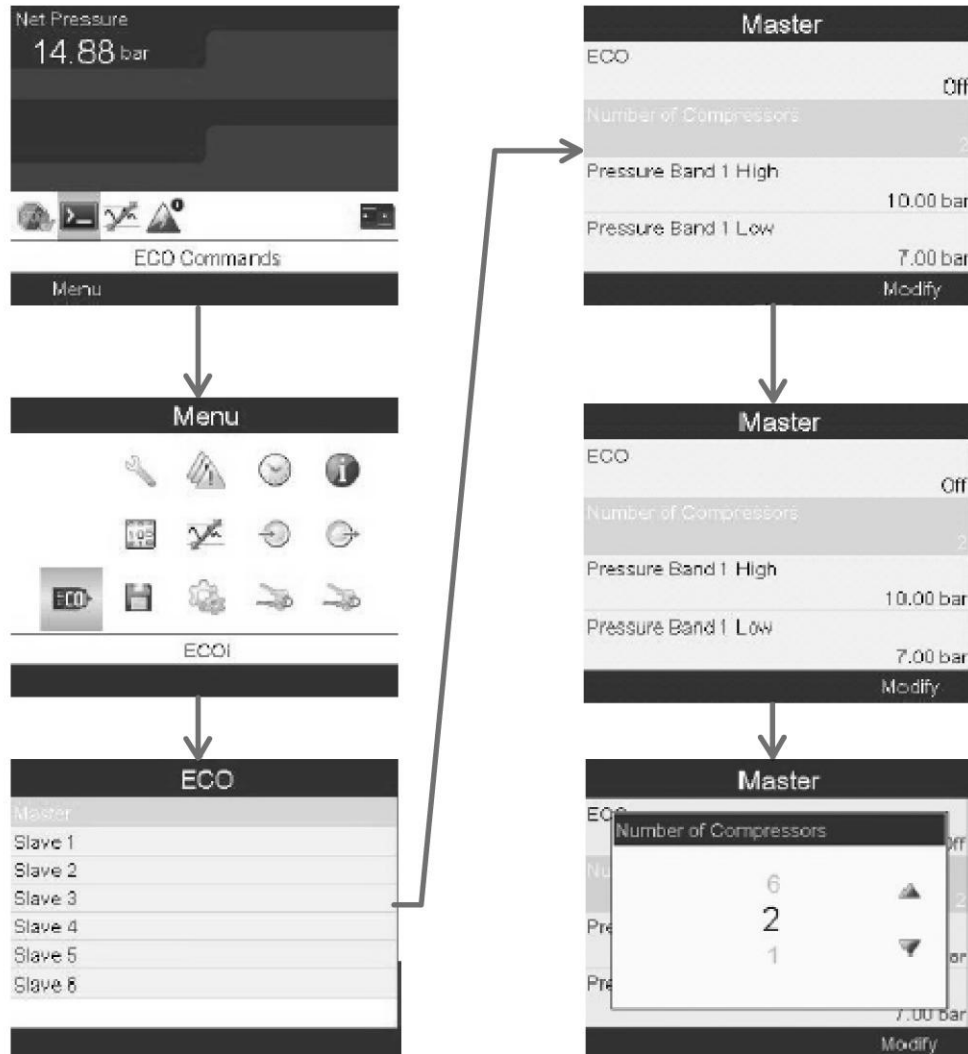 Net Pressure
14.88 bar
ECO Commands
Menu
Menu
ECOi
ECO
Master
Slave 1
Slave 2
Slave 3
Slave 4
Slave 5
Slave 6
Master
ECO
Off
Number of Compressors
2
Pressure Band 1 High
10.00 bar
Pressure Band 1 Low
7.00 bar
Modify
Master
ECO
Off
Number of Compressors
2
Pressure Band 1 High
10.00 bar
Pressure Band 1 Low
7.00 bar
Modify
Master
Number of Compressors
6
2
1
7.00 bar
Modify